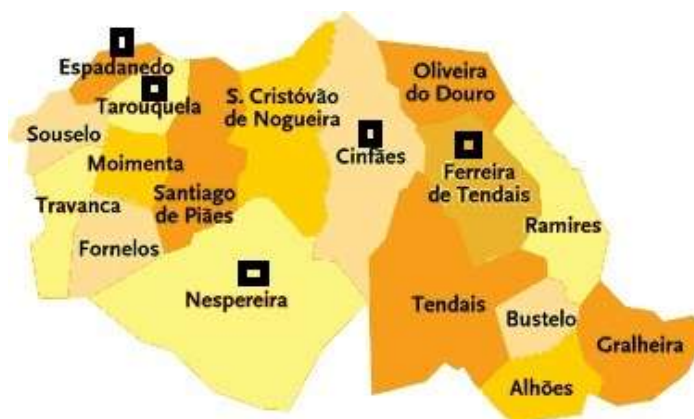 Espadanedo
Tarouquela
Souselo
Moimenta
Travanca
Fornelos
Santiago
de Piães
S. Cristóvão
de Nogueira
Nespereira
Cinfães
Oliveira
do Douro
Ferreira
de Tendais
Ramires
Tendais
Bustelo
Gralheira
Alhões